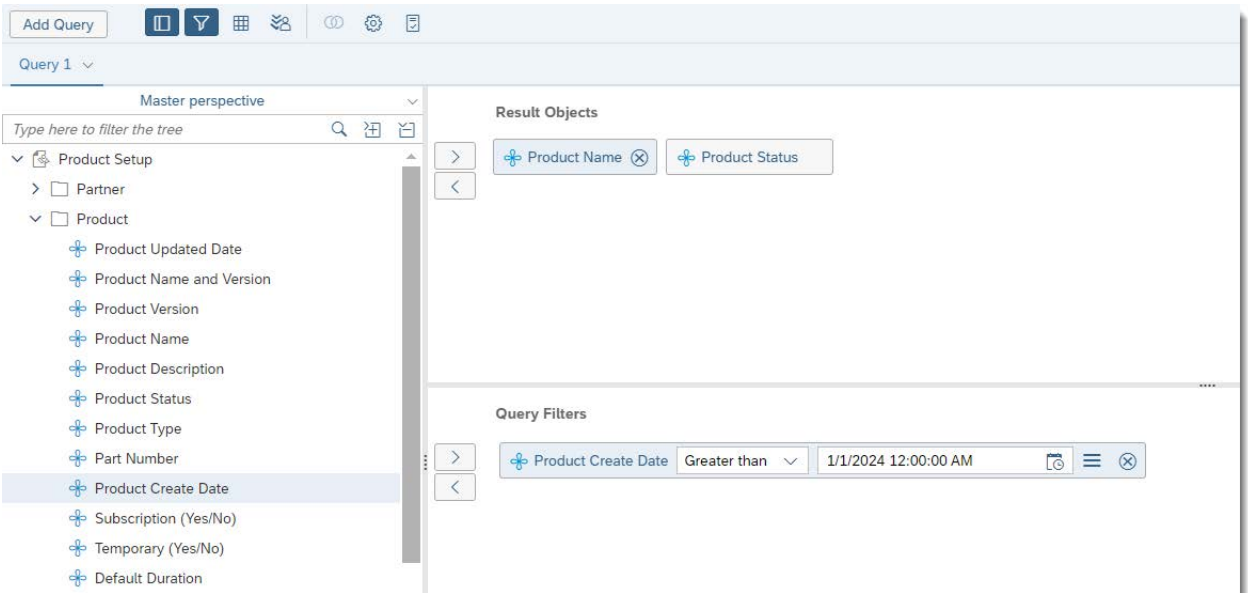 Add Query
Query 1
Master perspective
Type here to filter the tree
Product Setup
Partner
Product
Product Updated Date
Product Name and Version
Product Version
Product Name
Product Description
Product Status
Product Type
Part Number
Product Create Date
Subscription (Yes/No)
Temporary (Yes/No)
Default Duration
Result Objects
Product Name
Product Status
Query Filters
Product Create Date Greater than 1/1/2024 12:00:00 AM